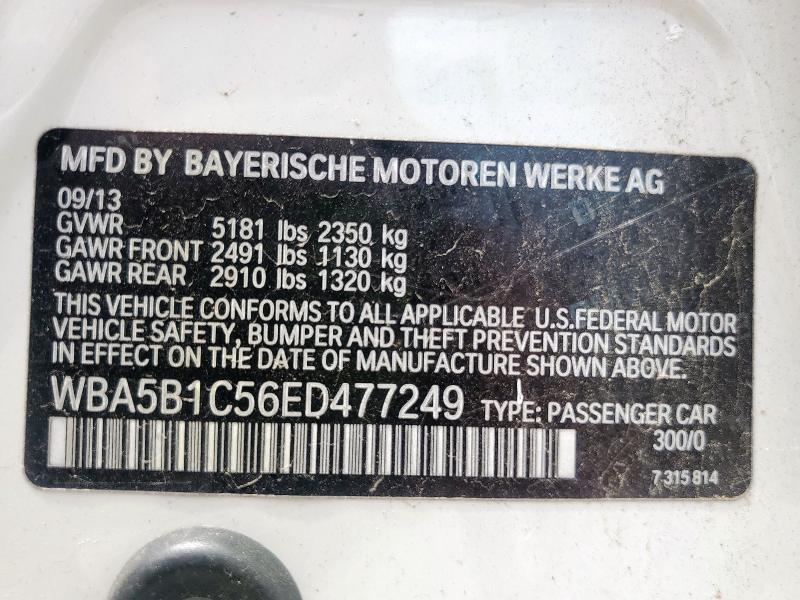 MFD BY BAYERISCHE MOTOREN WERKE AG
09/13
GVWR 5181 lbs 2350 kg
GAWR FRONT 2491 lbs 1130 kg
GAWR REAR 2910 lbs 1320 kg
THIS VEHICLE CONFORMS TO ALL APPLICABLE U.S.FEDERAL MOTOR
VEHICLE SAFETY, BUMPER AND THEFT PREVENTION STANDARDS
IN EFFECT ON THE DATE OF MANUFACTURE SHOWN ABOVE.
WBA5B1C56ED477249 TYPE: PASSENGER CAR
300/0
7 315 814